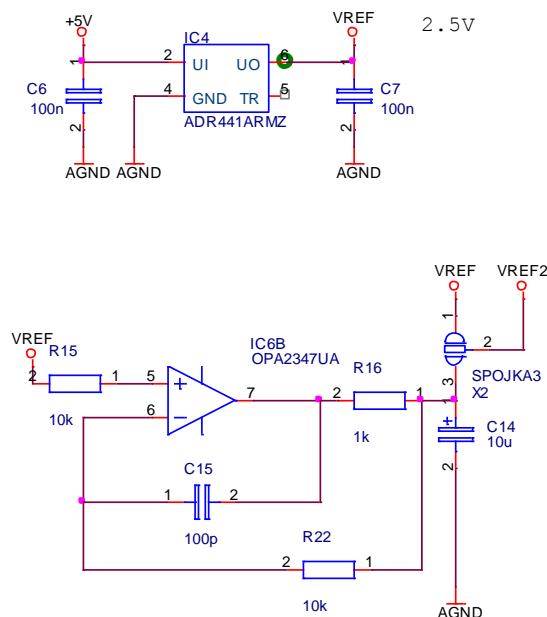 +5V
VREF
2.5V
IC4
1
2
UI
UO
6
1
C6
100n
4
GND
TR
5
C7
100n
2
ADR441ARMZ
2
AGND
AGND
AGND
VREF
VREF2
1
VREF
R15
IC6B
OPA2347UA
R16
2
2
1
5
+
7
2
1
3
SPOJKA3
X2
10k
6
−
1k
1
+
C14
10u
C15
1
2
2
100p
R22
2
1
10k
AGND